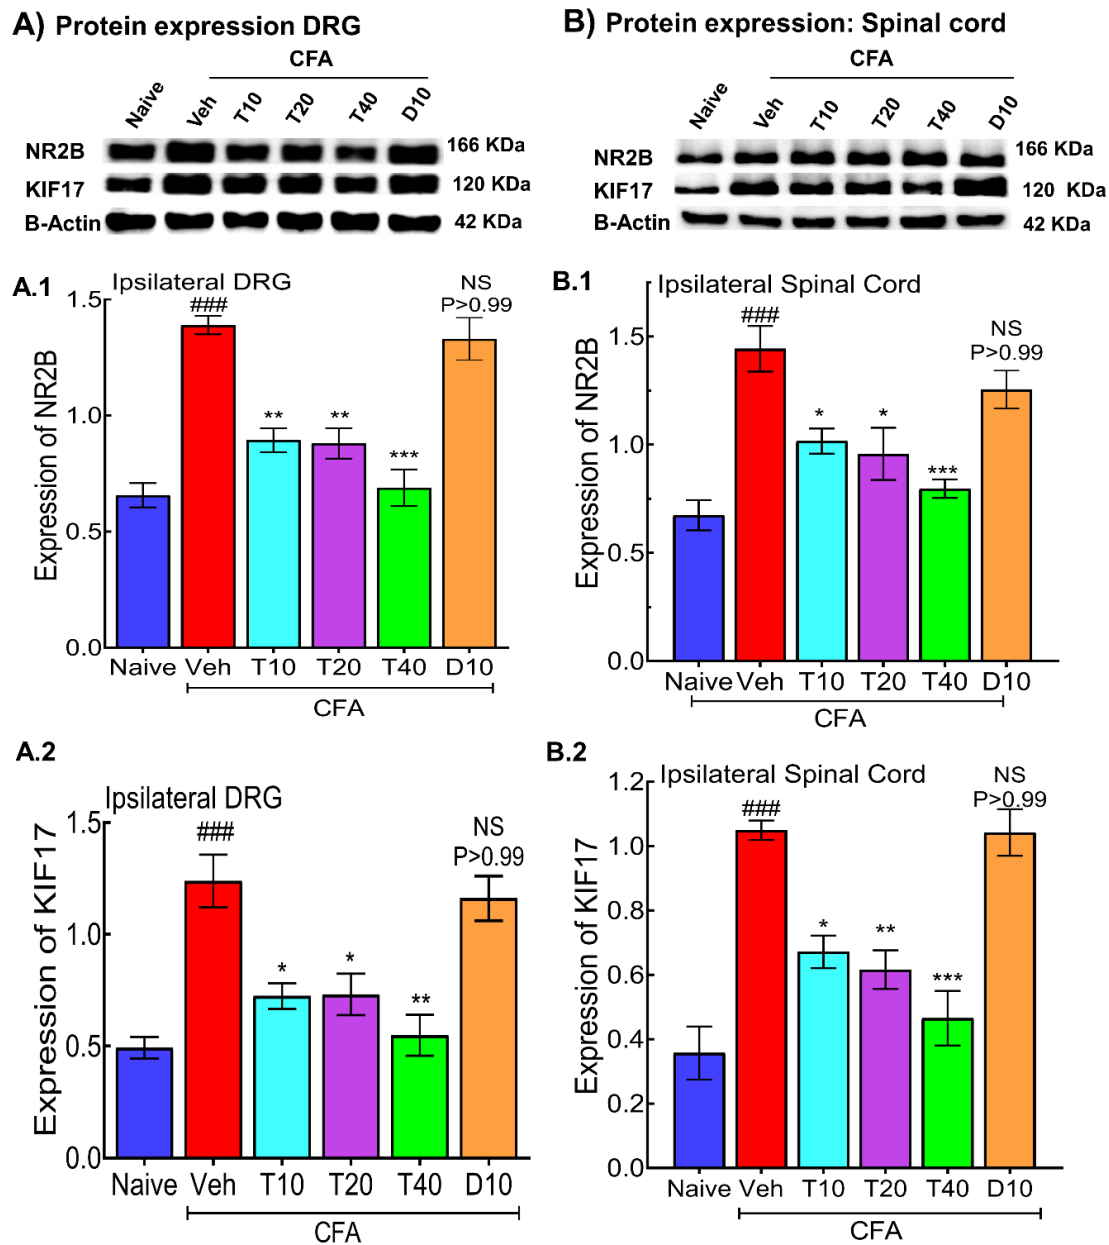 A) Protein expression DRG
CFA
Naive Veh T10 T20 T40 D10
NR2B 166 KDa
KIF17 120 KDa
B-Actin 42 KDa
B) Protein expression: Spinal cord
CFA
Naive Veh T10 T20 T40 D10
NR2B 166 KDa
KIF17 120 KDa
B-Actin 42 KDa
A.1
Ipsilateral DRG
NS
P>0.99
###
** ** ***
Expression of NR2B
1.5
1.0
0.5
0.0
Naive Veh T10 T20 T40 D10
CFA
B.1
Ipsilateral Spinal Cord
###
NS
P>0.99
* * ***
Expression of NR2B
1.5
1.0
0.5
0.0
Naive Veh T10 T20 T40 D10
CFA
A.2
Ipsilateral DRG
###
NS
P>0.99
* * **
Expression of KIF17
1.5
1.0
0.5
0.0
Naive Veh T10 T20 T40 D10
CFA
B.2
Ipsilateral Spinal Cord
NS
P>0.99
###
* ** ***
Expression of KIF17
1.2
1.0
0.8
0.6
0.4
0.2
0.0
Naive Veh T10 T20 T40 D10
CFA